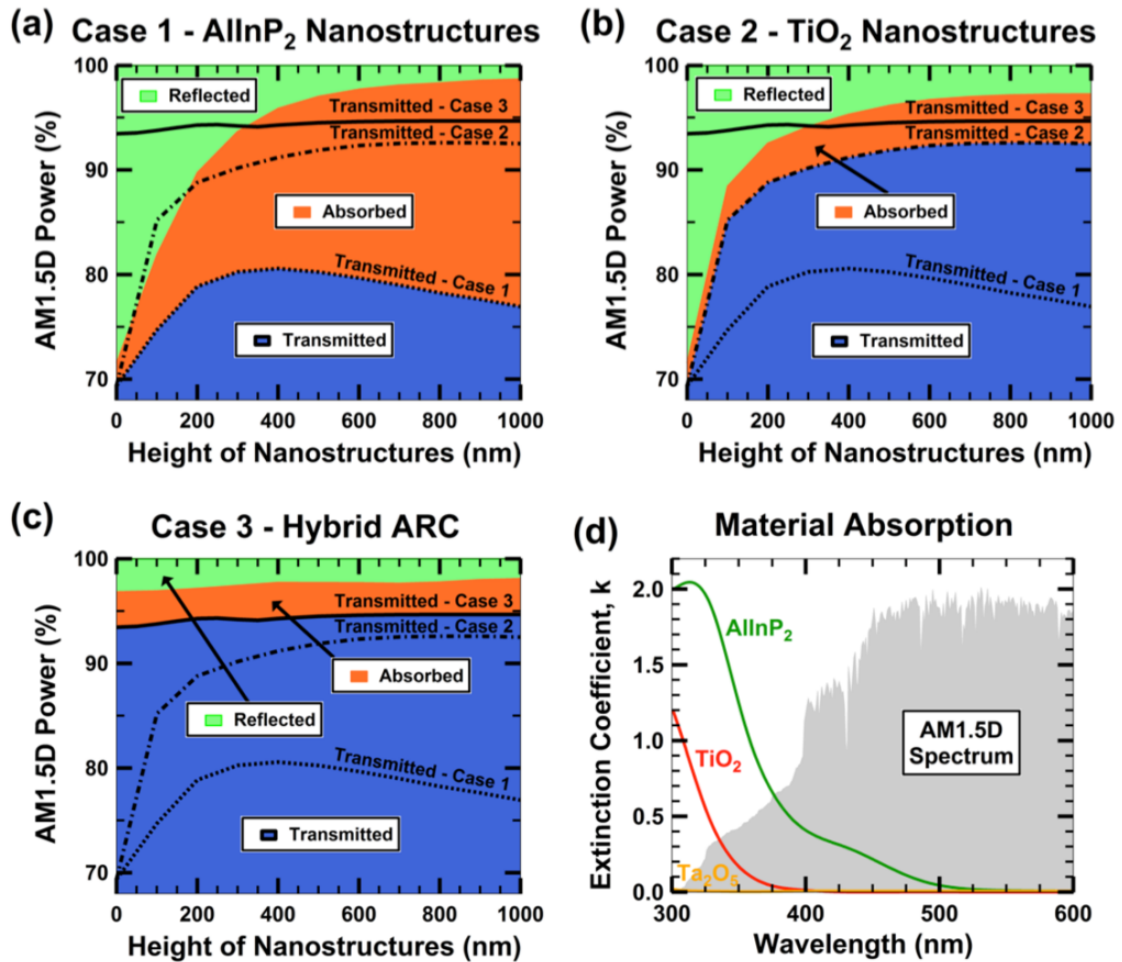 (a) Case 1 - AlInP₂ Nanostructures
AM1.5D Power (%)
100
90
80
70
Reflected
Transmitted - Case 3
Transmitted - Case 2
Absorbed
Transmitted - Case 1
Transmitted
0 200 400 600 800 1000
Height of Nanostructures (nm)
(b) Case 2 - TiO₂ Nanostructures
AM1.5D Power (%)
100
90
80
70
Reflected
Transmitted - Case 3
Transmitted - Case 2
Absorbed
Transmitted - Case 1
Transmitted
0 200 400 600 800 1000
Height of Nanostructures (nm)
(c) Case 3 - Hybrid ARC
AM1.5D Power (%)
100
90
80
70
Transmitted - Case 3
Transmitted - Case 2
Absorbed
Reflected
Transmitted - Case 1
Transmitted
0 200 400 600 800 1000
Height of Nanostructures (nm)
(d) Material Absorption
Extinction Coefficient, k
2.0
1.5
1.0
0.5
0.0
AlInP₂
TiO₂
Ta₂O₅
AM1.5D
Spectrum
300 400 500 600
Wavelength (nm)